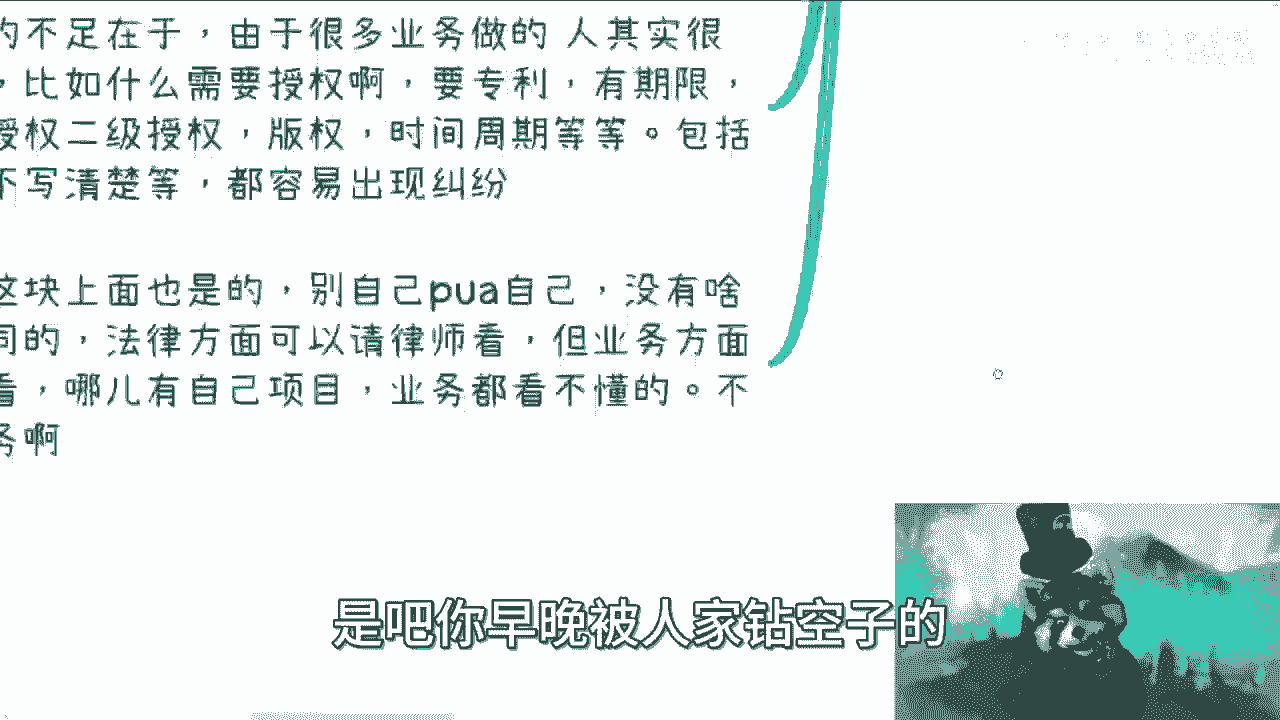 的不足在于，由于很多业务做的 人其实很
，比如什么需要授权啊，要专利，有期限，
授权二级授权，版权，时间周期等等。包括
不写清楚等，都容易出现纠纷
这块上面也是的，别自己pua自己，没有啥
同的，法律方面可以请律师看，但业务方面
看，哪儿有自己项目，业务都看不懂的。不
务啊
是吧你早晚被人家钻空子的